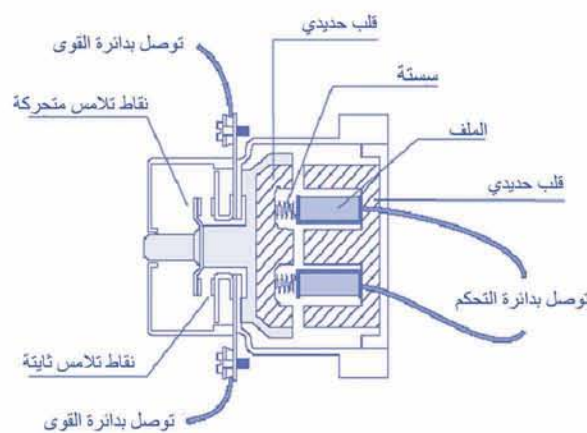 قلب حديدي
توصل بدائرة القوى
سستة
نقاط تلامس متحركة
الملف
قلب حديدي
توصل بدائرة التحكم
نقاط تلامس ثابتة
توصل بدائرة القوى